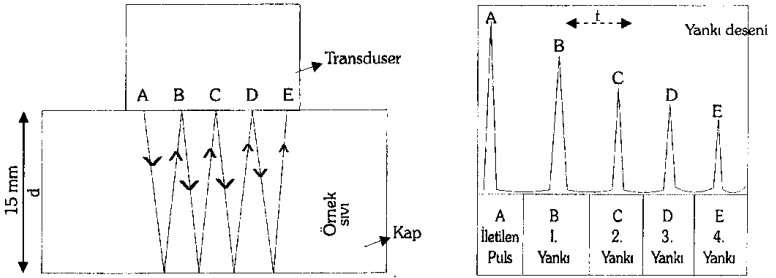 Transduser
A B C D E
15 mm
d
Örnek
sıvı
Kap
A
B
t
C
D
E
Yankı deseni
A B C D E
İletilen 1. 2. 3. 4.
Puls Yankı Yankı Yankı Yankı